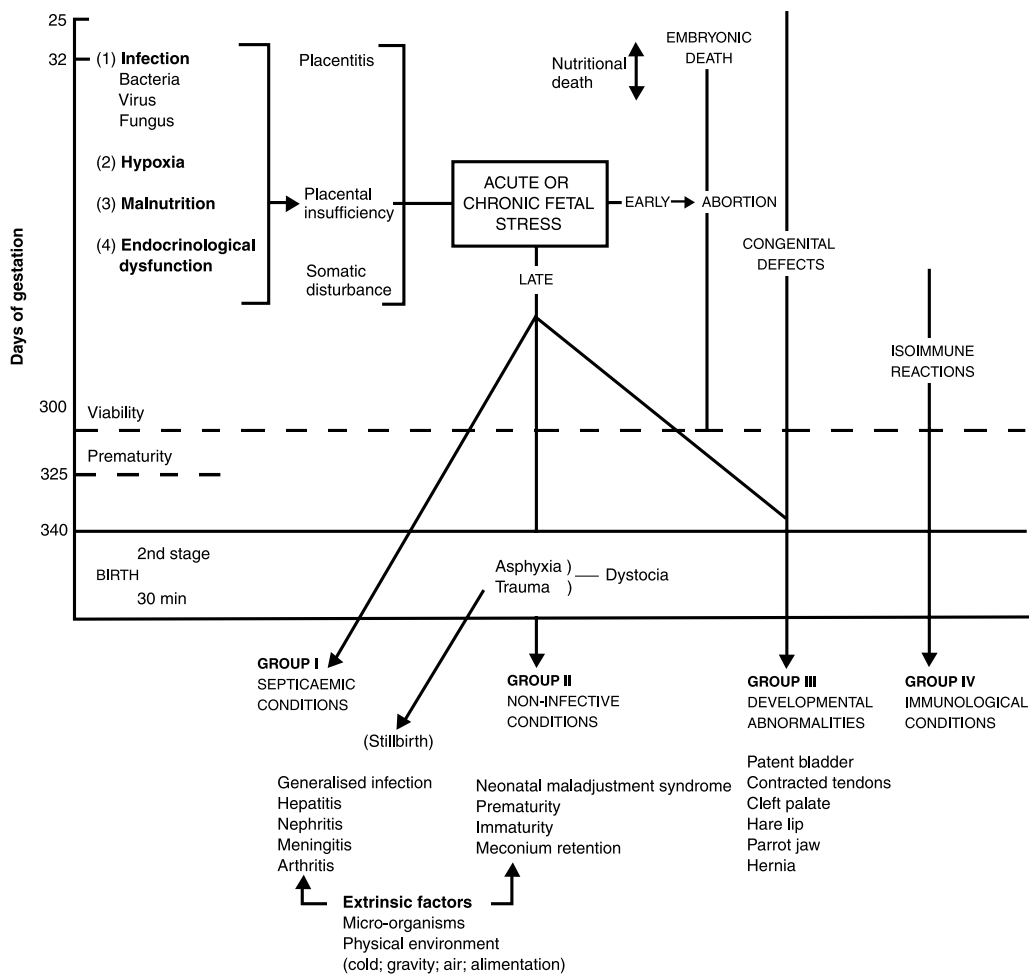 25
32
300
325
340
Days of gestation
(1) Infection
Bacteria
Virus
Fungus
(2) Hypoxia
(3) Malnutrition
(4) Endocrinological
dysfunction
Placentitis
Placental
insufficiency
Somatic
disturbance
ACUTE OR
CHRONIC FETAL
STRESS
EARLY
LATE
Nutritional
death
EMBRYONIC
DEATH
ABORTION
CONGENITAL
DEFECTS
ISOIMMUNE
REACTIONS
Viability
Prematurity
2nd stage
BIRTH
30 min
Asphyxia )
Trauma )
Dystocia
GROUP I
SEPTICAEMIC
CONDITIONS
(Stillbirth)
Generalised infection
Hepatitis
Nephritis
Meningitis
Arthritis
GROUP II
NON-INFECTIVE
CONDITIONS
Neonatal maladjustment syndrome
Prematurity
Immaturity
Meconium retention
GROUP III
DEVELOPMENTAL
ABNORMALITIES
Patent bladder
Contracted tendons
Cleft palate
Hare lip
Parrot jaw
Hernia
GROUP IV
IMMUNOLOGICAL
CONDITIONS
Extrinsic factors
Micro-organisms
Physical environment
(cold; gravity; air; alimentation)